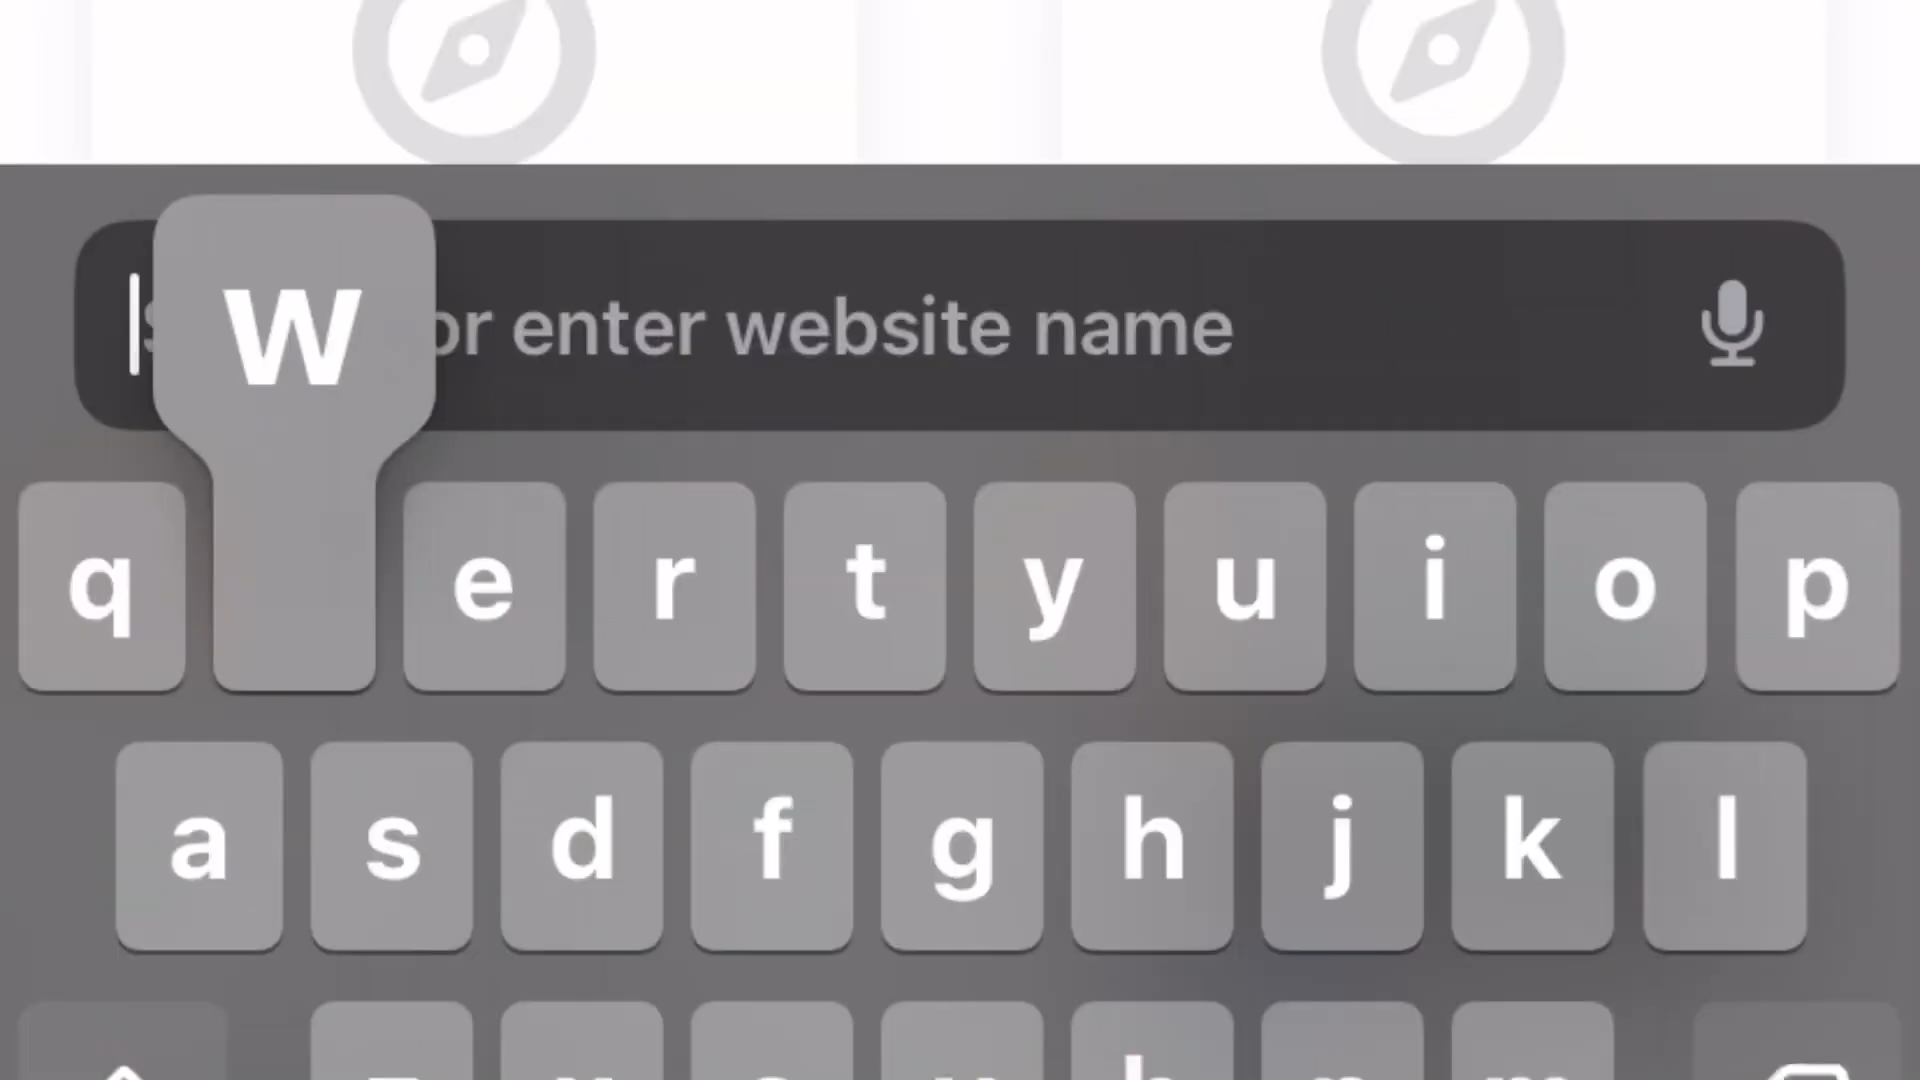 W
or enter website name
q e r t y u i o p
a s d f g h j k l